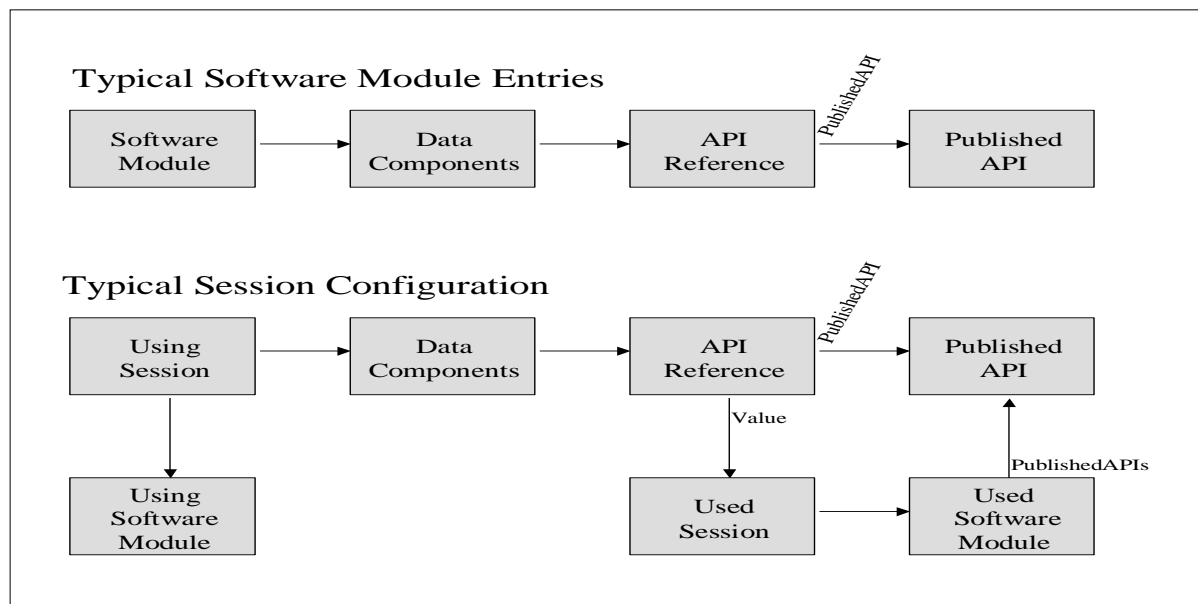 Typical Software Module Entries
PublishedAPI
Software
Module
Data
Components
API
Reference
Published
API
Typical Session Configuration
PublishedAPI
Using
Session
Data
Components
API
Reference
Published
API
Value
PublishedAPIs
Using
Software
Module
Used
Session
Used
Software
Module